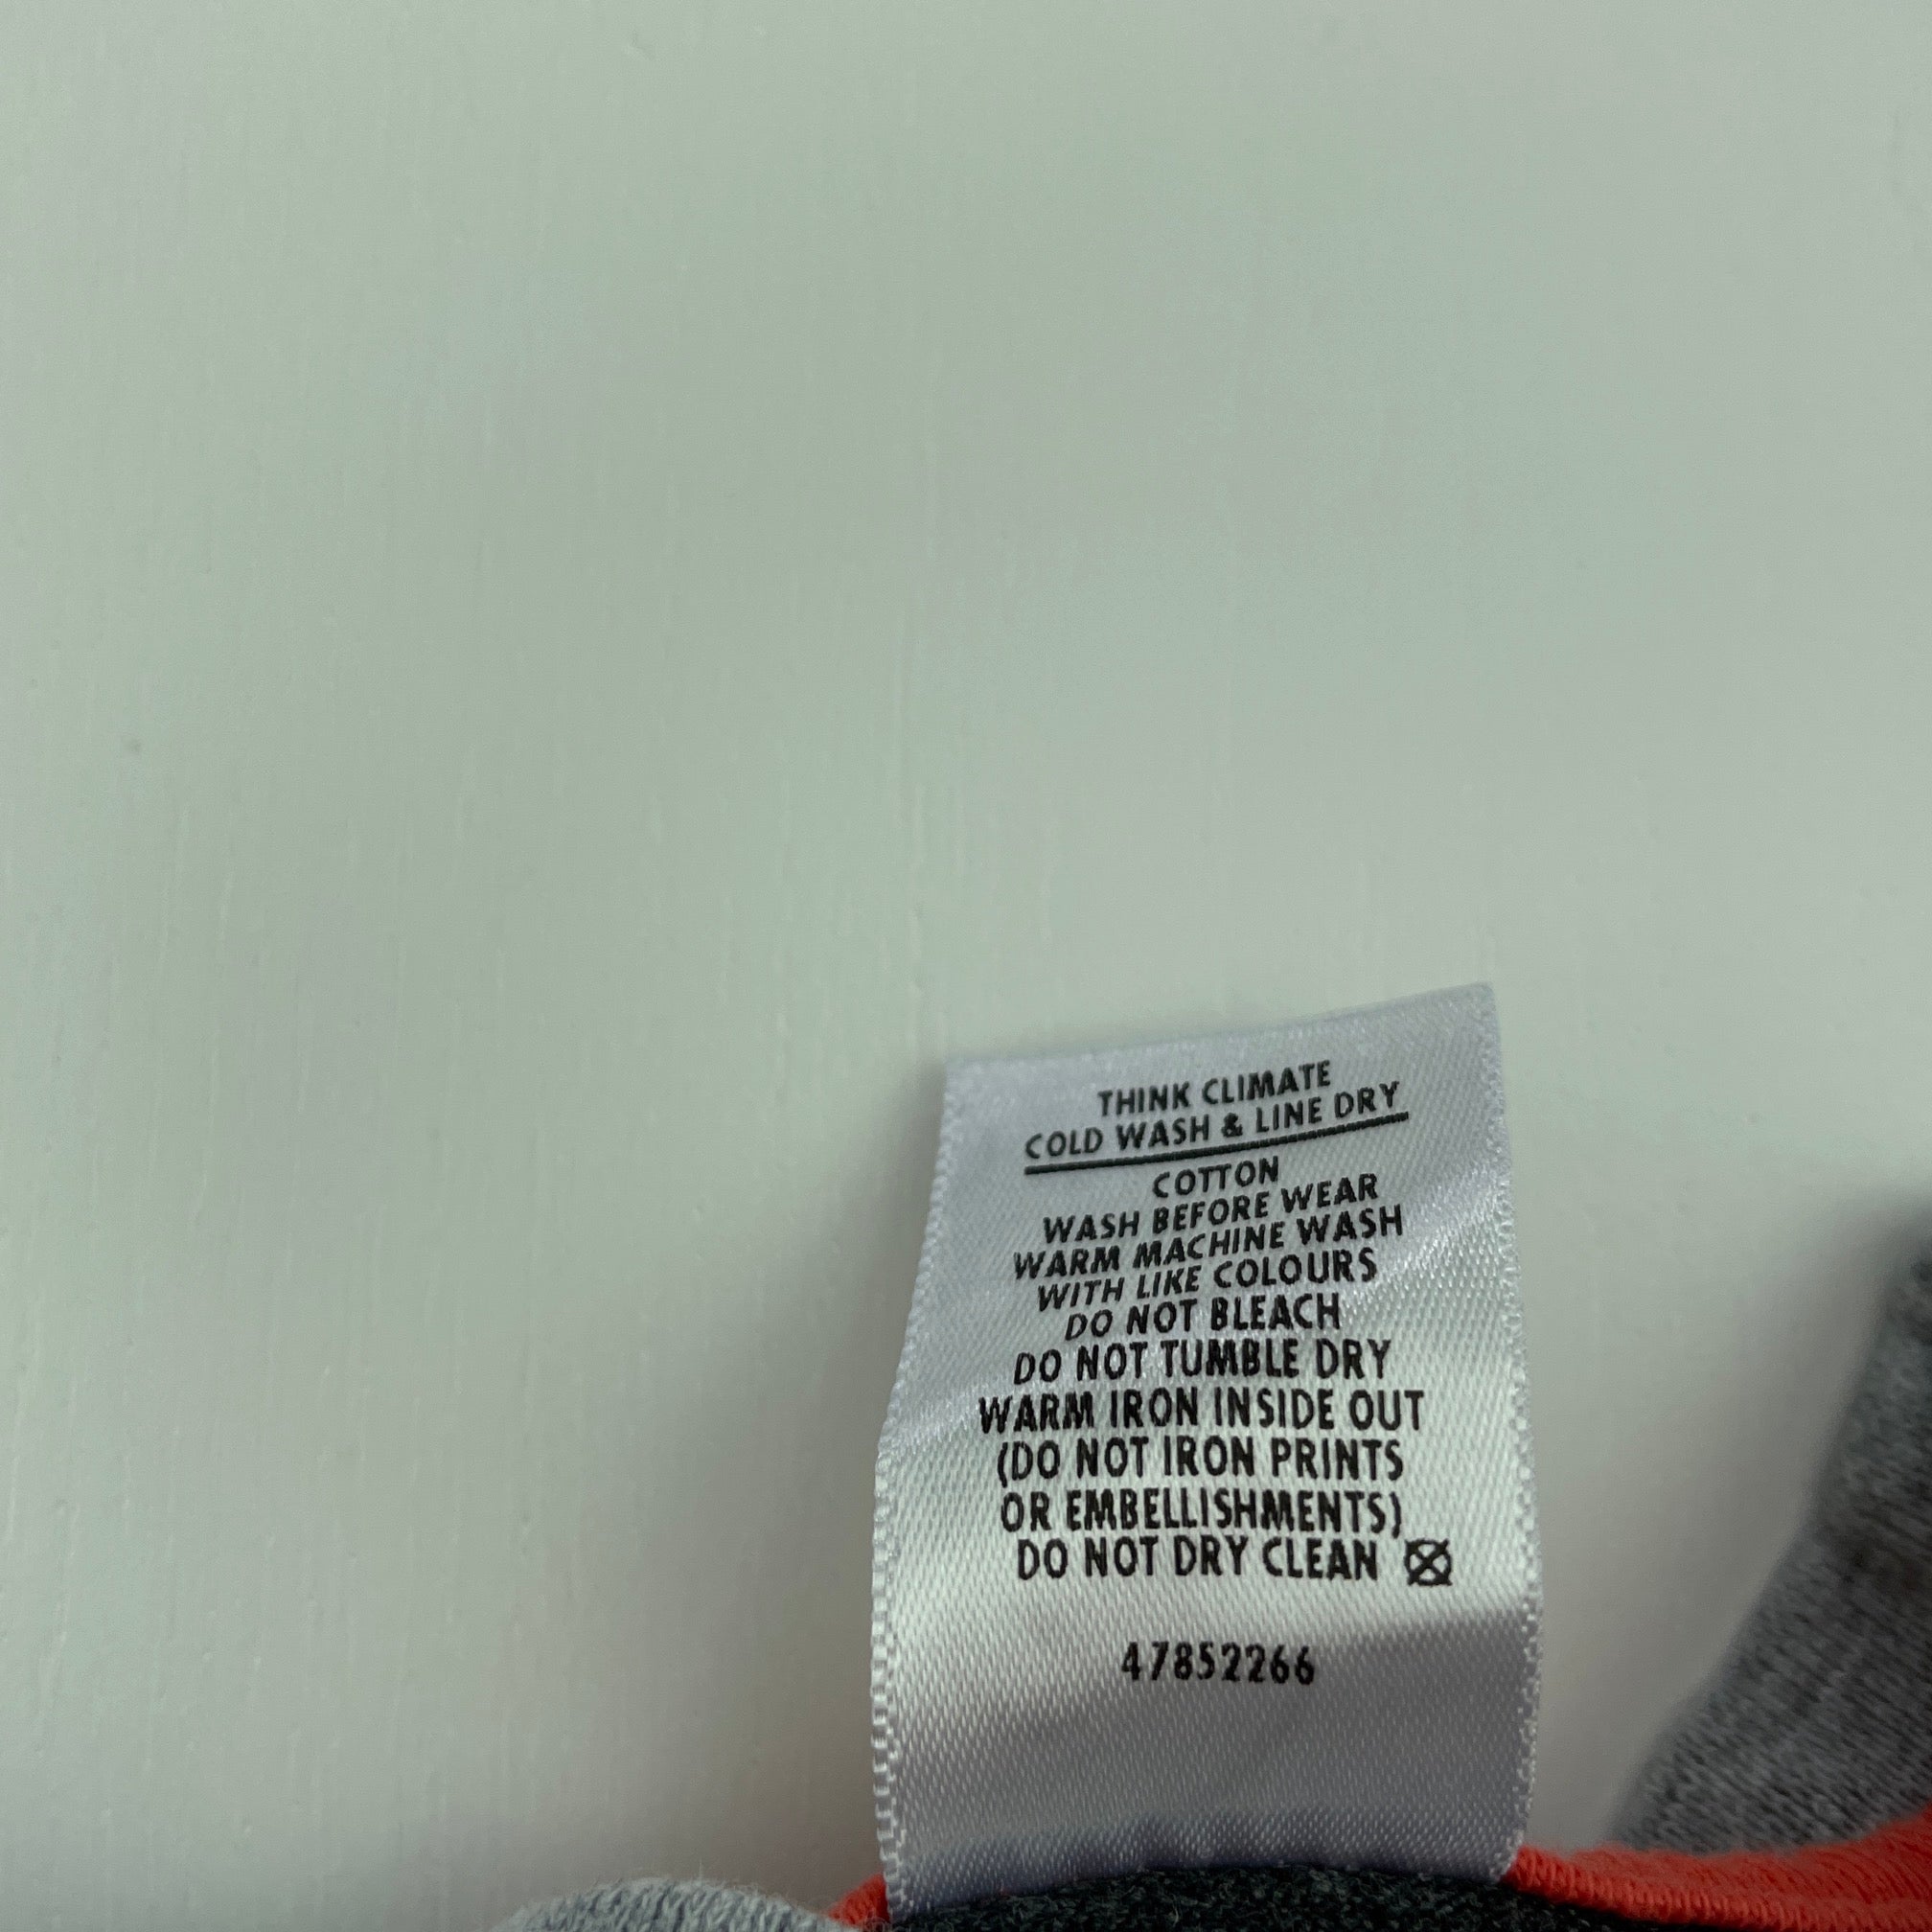 THINK CLIMATE
COLD WASH & LINE DRY
COTTON
WASH BEFORE WEAR
WARM MACHINE WASH
WITH LIKE COLOURS
DO NOT BLEACH
DO NOT TUMBLE DRY
WARM IRON INSIDE OUT
(DO NOT IRON PRINTS
OR EMBELLISHMENTS)
DO NOT DRY CLEAN
47852266